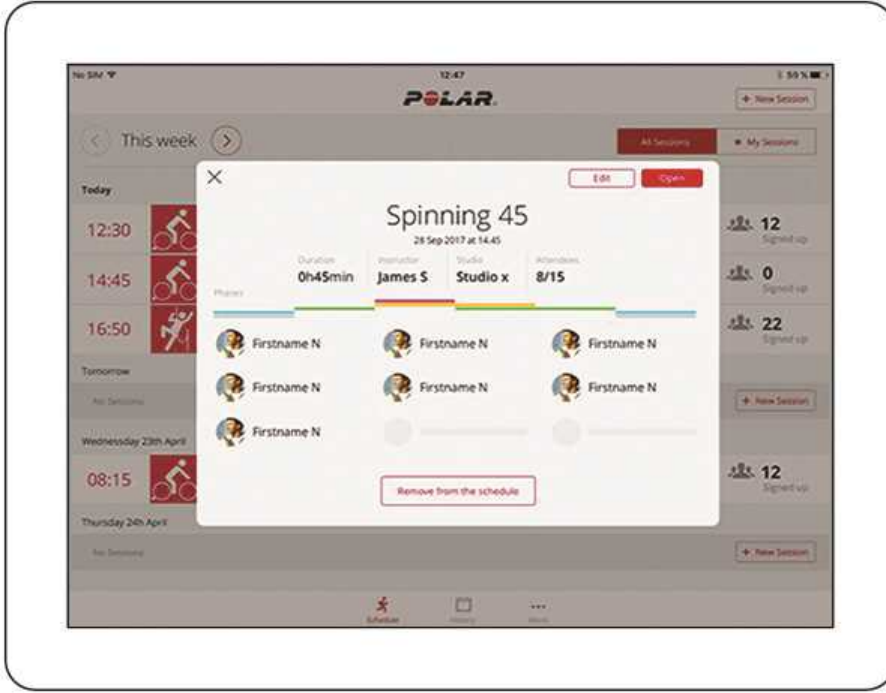 No SIM 12:47 59 %
POLAR.
+ New Session
This week All Sessions My Sessions
Today
Edit Open
Spinning 45
28 Sep 2017 at 14.45
12:30 12
Signed up
Duration Instructor Studio Attendees
0h45min James S Studio x 8/15
14:45 0
Signed up
Phases
16:50 22
Signed up
Firstname N Firstname N Firstname N
Tomorrow
Firstname N Firstname N Firstname N
No Sessions + New Session
Firstname N
Wednesday 23th April
08:15 12
Signed up
Remove from the schedule
Thursday 24h April
No Sessions + New Session
Schedule History More